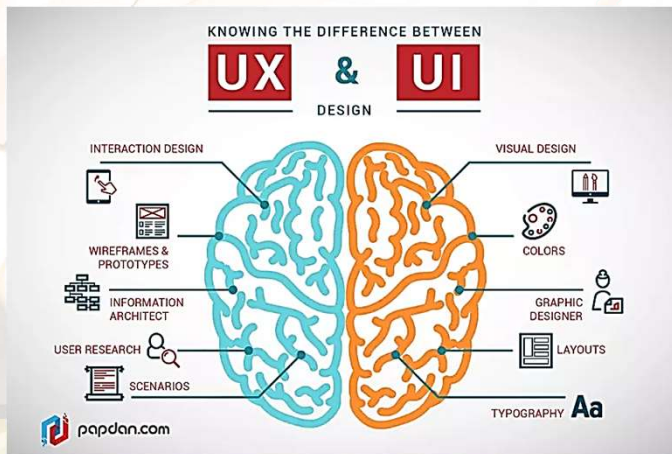 KNOWING THE DIFFERENCE BETWEEN
UX & UI
DESIGN
INTERACTION DESIGN
WIREFRAMES &
PROTOTYPES
INFORMATION
ARCHITECT
USER RESEARCH
SCENARIOS
VISUAL DESIGN
COLORS
GRAPHIC
DESIGNER
LAYOUTS
TYPOGRAPHY Aa
papdan.com